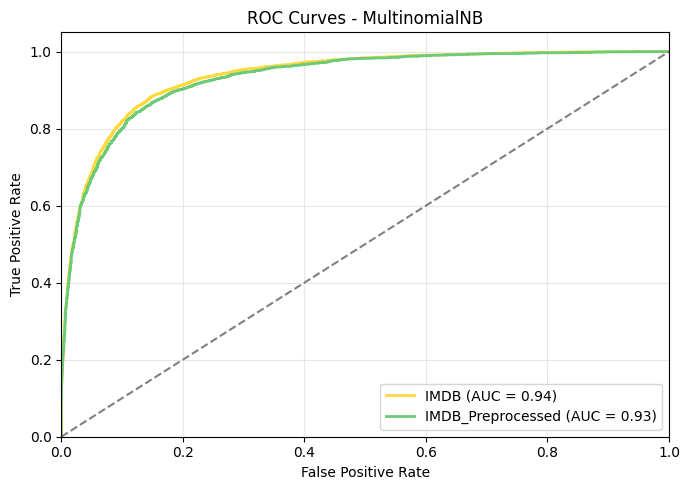 ROC Curves - MultinomialNB
1.0
0.8
0.6
0.4
0.2
0.0
True Positive Rate
0.0 0.2 0.4 0.6 0.8 1.0
False Positive Rate
IMDB (AUC = 0.94)
IMDB_Preprocessed (AUC = 0.93)